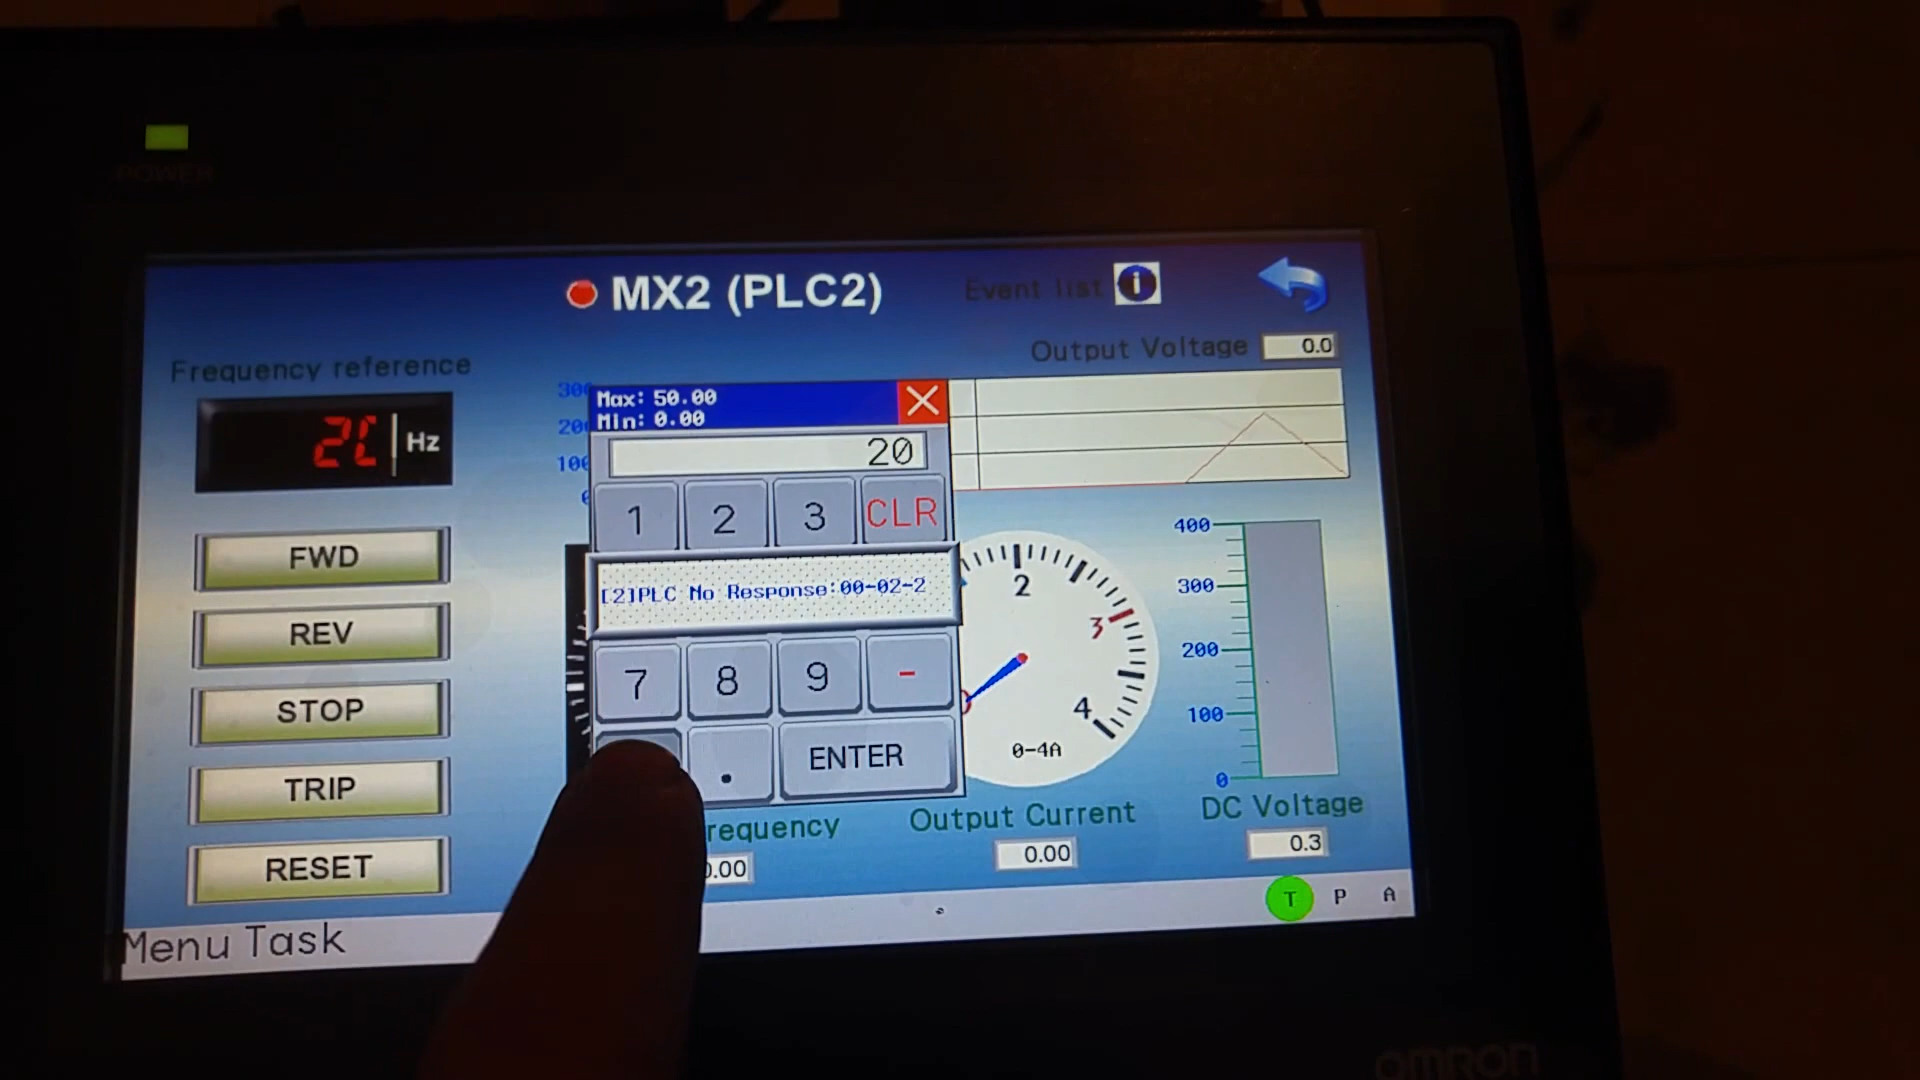 POWER
MX2 (PLC2)
Event list i
Output Voltage 0.0
Frequency reference
Hz
Max: 50.00
Min: 0.00
20
1 2 3 CLR
[2]PLC No Response:00-02-2
7 8 9 -
. ENTER
FWD
REV
STOP
TRIP
RESET
2
3
4
0-4A
400
300
200
100
0
Output Current
0.00
DC Voltage
0.3
T P A
Menu Task
OMRON